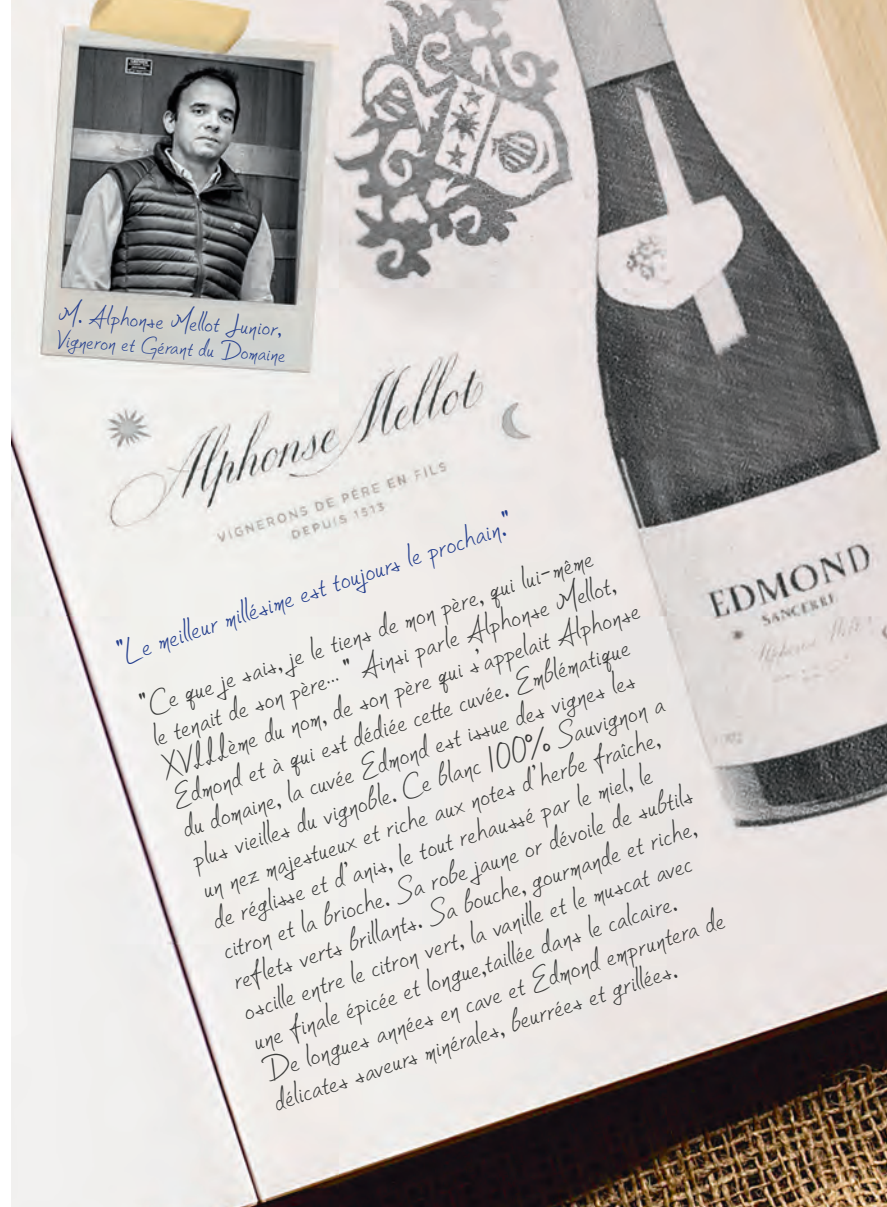 M. Alphonse Mellot Junior,
Vigneron et Gérant du Domaine
Alphonse Mellot
VIGNERONS DE PÈRE EN FILS
DEPUIS 1513
"Le meilleur millésime est toujours le prochain."
"Ce que je sais, je le tiens de mon père, qui lui-même
le tenait de son père..." Ainsi parle Alphonse Mellot,
XVIIIème du nom, de son père qui s'appelait Alphonse
Edmond et à qui est dédiée cette cuvée. Emblématique
du domaine, la cuvée Edmond est issue des vignes les
plus vieilles du vignoble. Ce blanc 100% Sauvignon a
un nez majestueux et riche aux notes d'herbe fraîche,
de réglisse et d'anis, le tout rehaussé par le miel, le
citron et la brioche. Sa robe jaune or dévoile de subtils
reflets verts brillants. Sa bouche, gourmande et riche,
oscille entre le citron vert, la vanille et le muscat avec
une finale épicée et longue,taillée dans le calcaire.
De longues années en cave et Edmond empruntera de
délicates saveurs minérales, beurrées et grillées.
EDMOND
SANCERRE
Alphonse Mellot